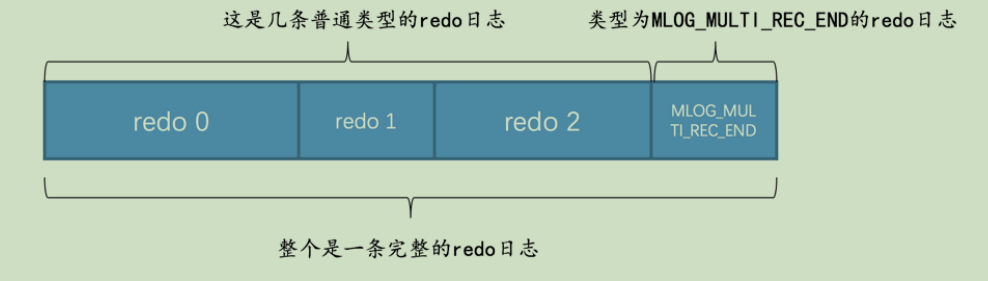 这是几条普通类型的redo日志
类型为MLOG_MULTI_REC_END的redo日志
redo 0
redo 1
redo 2
MLOG_MUL
TI_REC_END
整个是一条完整的redo日志